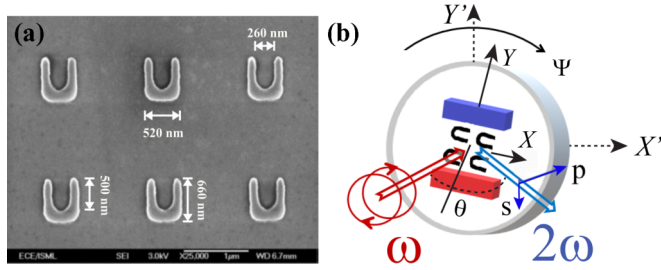 (a)
260 nm
520 nm
500 nm
660 nm
ECE/ISML SEI 3.0kV X25,000 1μm WD 6.7mm
(b)
Y'
Ψ
Y
X
X'
θ
s
p
ω
2ω